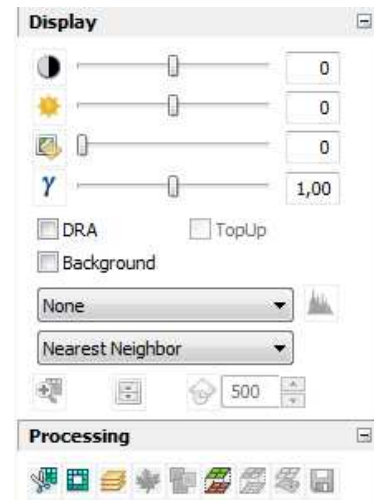 Display
0
0
0
γ 1,00
DRA TopUp
Background
None
Nearest Neighbor
500
Processing